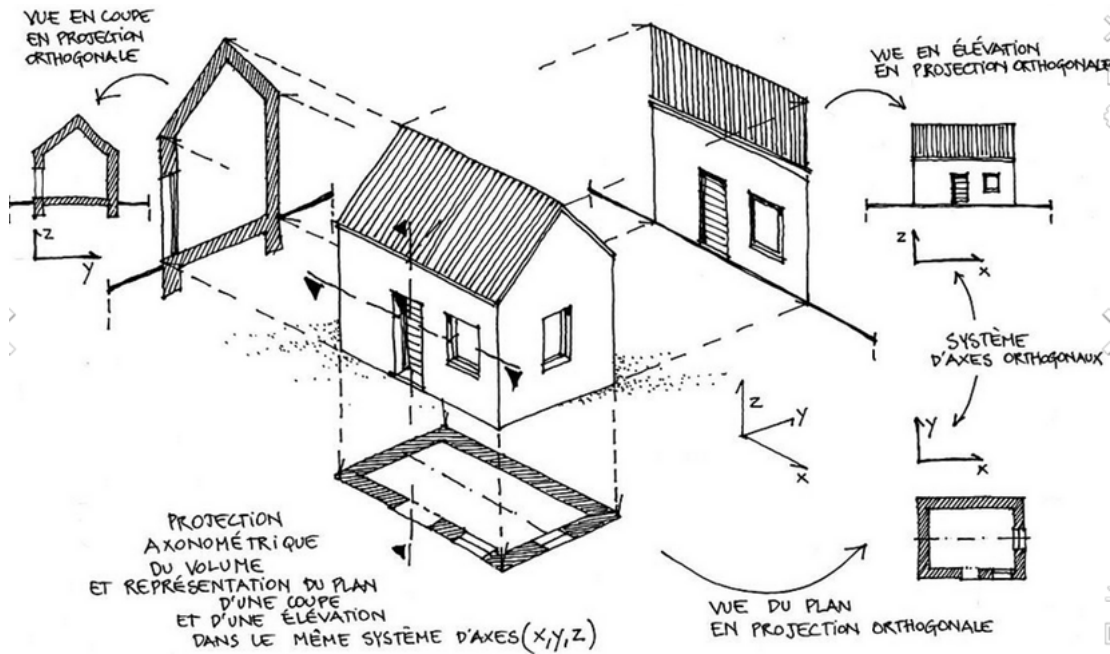 VUE EN COUPE
EN PROJECTION
ORTHOGONALE
VUE EN ÉLÉVATION
EN PROJECTION ORTHOGONALE
Z
Y
Z
X
SYSTÈME
D'AXES ORTHOGONAUX
Z
Y
X
Y
X
PROJECTION
AXONOMÉTRIQUE
DU VOLUME
ET REPRÉSENTATION DU PLAN
D'UNE COUPE
ET D'UNE ÉLÉVATION
DANS LE MÊME SYSTÈME D'AXES (X,Y,Z)
VUE DU PLAN
EN PROJECTION ORTHOGONALE